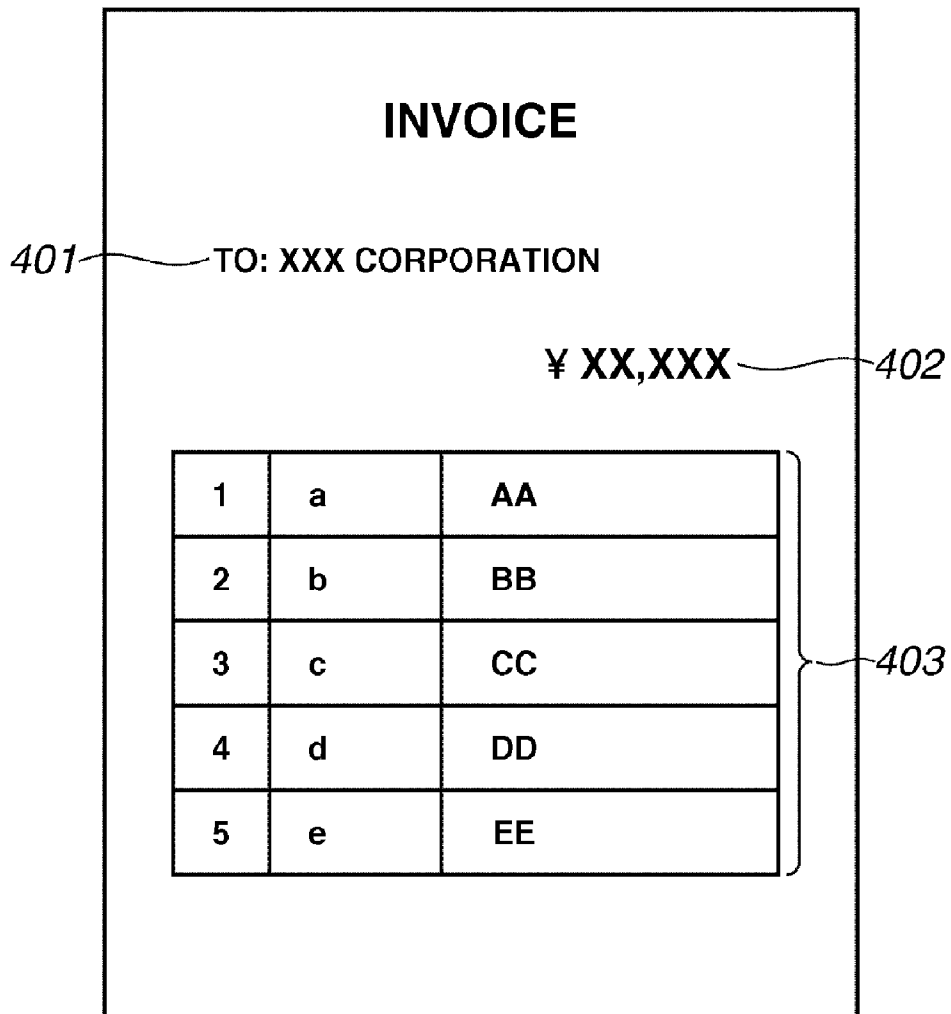 INVOICE
401 TO: XXX CORPORATION
¥ XX,XXX 402
1 a AA
2 b BB
3 c CC
403
4 d DD
5 e EE